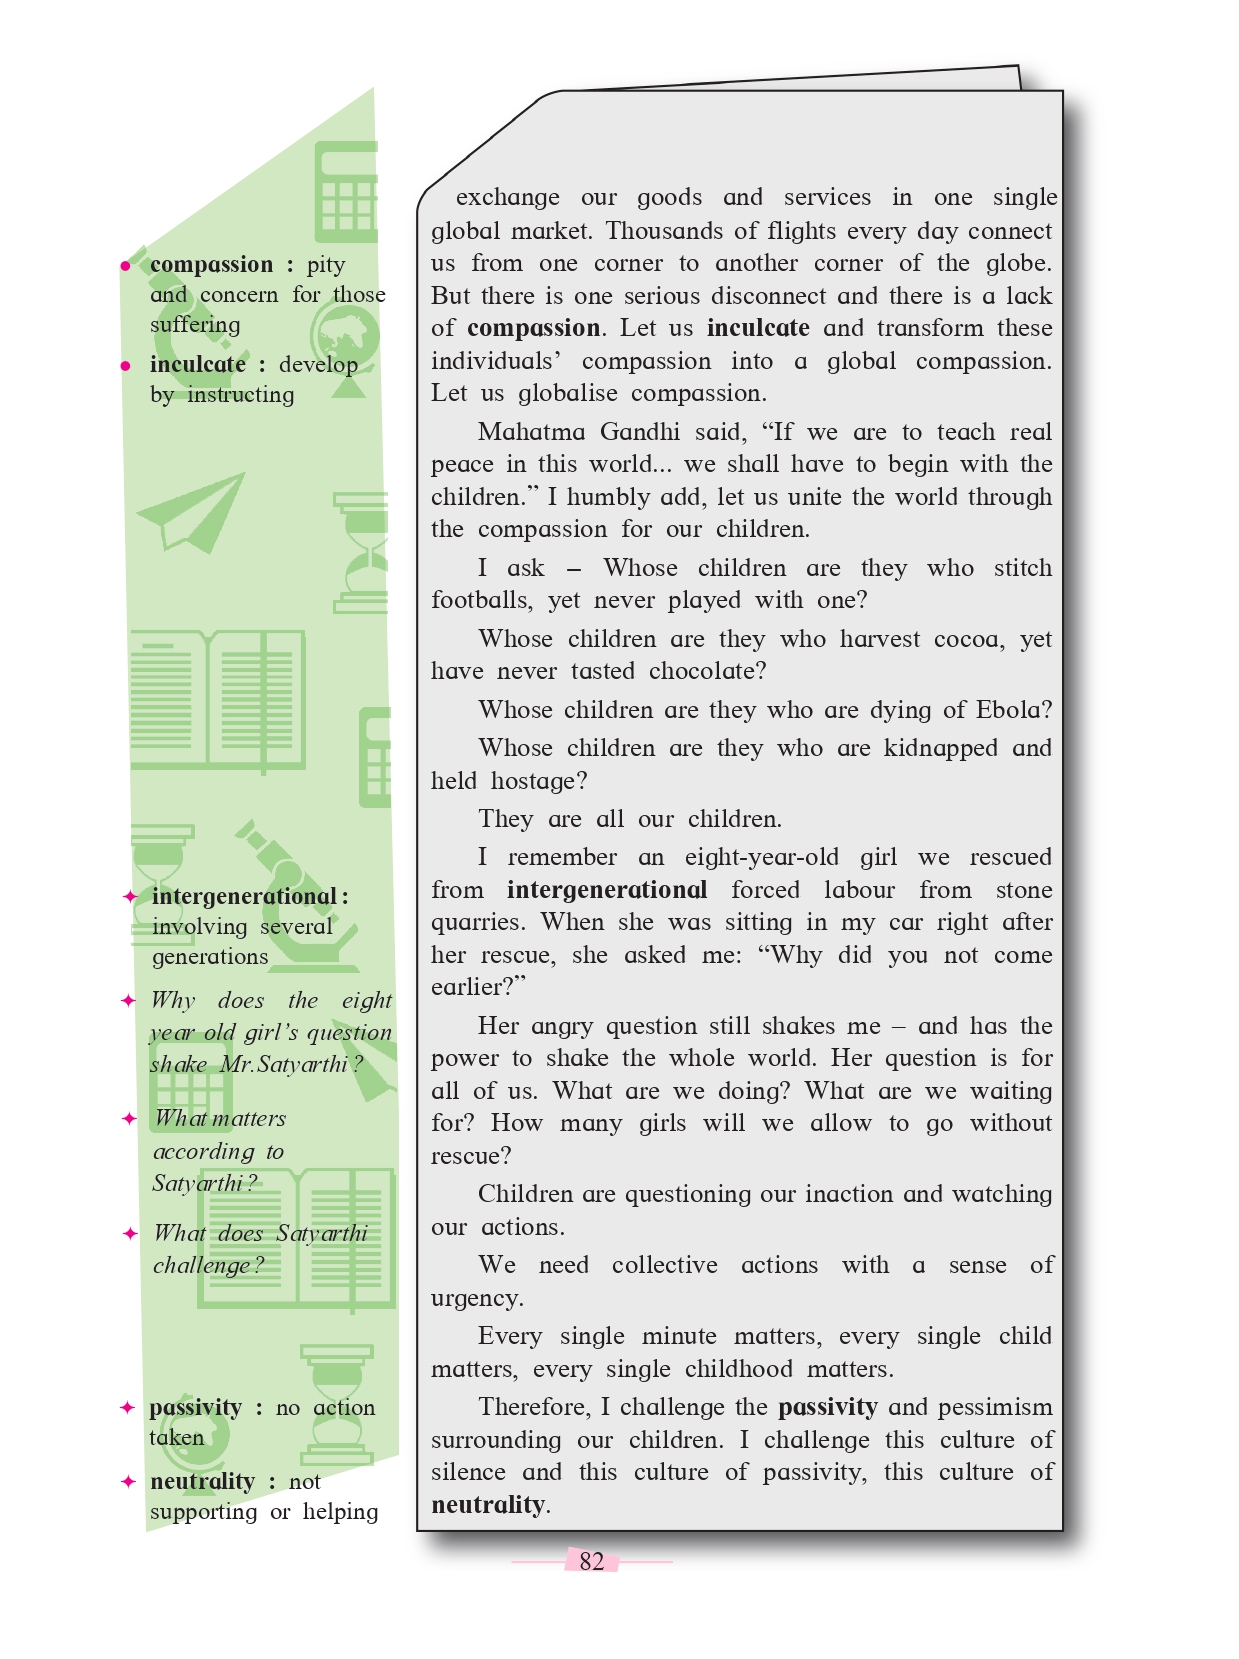 exchange our goods and services in one single
global market. Thousands of flights every day connect
us from one corner to another corner of the globe.
But there is one serious disconnect and there is a lack
of compassion. Let us inculcate and transform these
individuals’ compassion into a global compassion.
Let us globalise compassion.
Mahatma Gandhi said, “If we are to teach real
peace in this world... we shall have to begin with the
children.” I humbly add, let us unite the world through
the compassion for our children.
I ask – Whose children are they who stitch
footballs, yet never played with one?
Whose children are they who harvest cocoa, yet
have never tasted chocolate?
Whose children are they who are dying of Ebola?
Whose children are they who are kidnapped and
held hostage?
They are all our children.
I remember an eight-year-old girl we rescued
from intergenerational forced labour from stone
quarries. When she was sitting in my car right after
her rescue, she asked me: “Why did you not come
earlier?”
Her angry question still shakes me – and has the
power to shake the whole world. Her question is for
all of us. What are we doing? What are we waiting
for? How many girls will we allow to go without
rescue?
Children are questioning our inaction and watching
our actions.
We need collective actions with a sense of
urgency.
Every single minute matters, every single child
matters, every single childhood matters.
Therefore, I challenge the passivity and pessimism
surrounding our children. I challenge this culture of
silence and this culture of passivity, this culture of
neutrality.
compassion : pity
and concern for those
suffering
inculcate : develop
by instructing
intergenerational :
involving several
generations
Why does the eight
year old girl’s question
shake Mr.Satyarthi?
What matters
according to
Satyarthi?
What does Satyarthi
challenge?
passivity : no action
taken
neutrality : not
supporting or helping
82